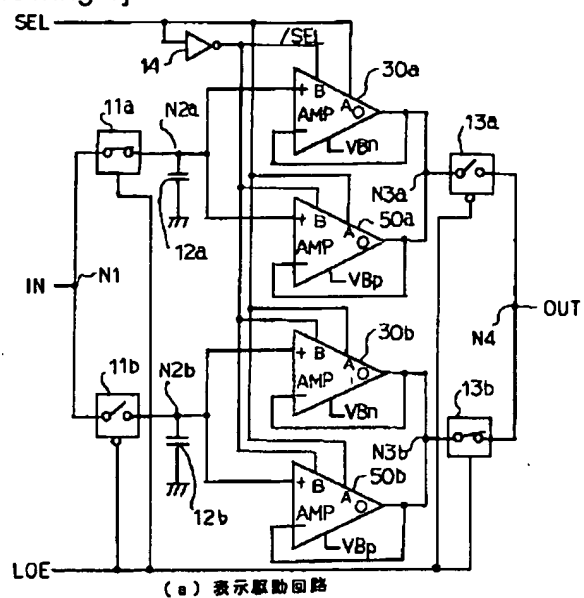 SEL
14
/SEL
30a
+ B A O
AMP
−
VBn
11a
N2a
13a
12a
N3a
50a
+ B A O
AMP
−
VBp
IN
N1
OUT
N4
11b
N2b
30b
+ B A O
AMP
−
VBn
13b
12b
N3b
50b
+ B A O
AMP
−
VBp
LOE
(a) 表示駆動回路